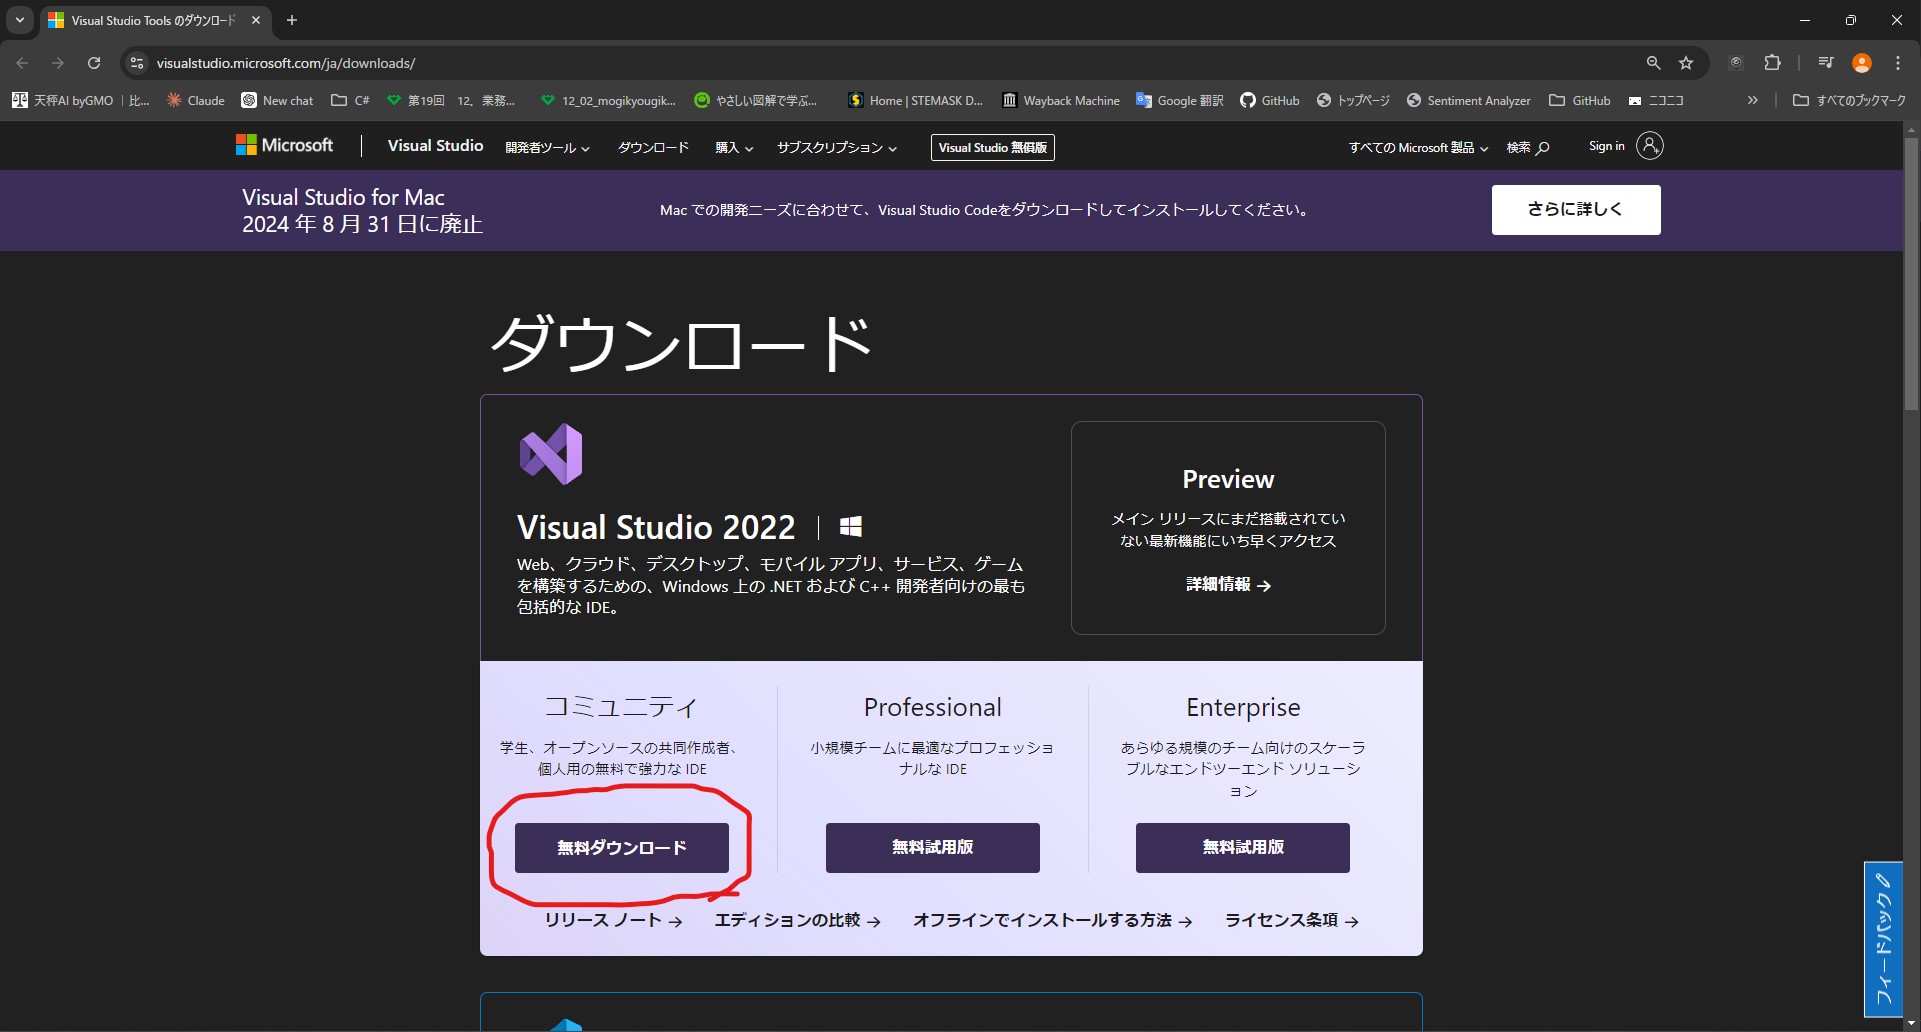 Visual Studio Tools のダウンロード
visualstudio.microsoft.com/ja/downloads/
天秤AI byGMO | 比...
Claude
New chat
C#
第19回 12．業務...
12_02_mogikyougik...
やさしい図解で学ぶ...
Home | STEMASK D...
Wayback Machine
Google 翻訳
GitHub
トップページ
Sentiment Analyzer
GitHub
ニコニコ
»
すべてのブックマーク
Microsoft
Visual Studio
開発者ツール
ダウンロード
購入
サブスクリプション
Visual Studio 無償版
すべての Microsoft 製品
検索
Sign in
Visual Studio for Mac
2024 年 8 月 31 日に廃止
Mac での開発ニーズに合わせて、Visual Studio Codeをダウンロードしてインストールしてください。
さらに詳しく
ダウンロード
Visual Studio 2022
Web、クラウド、デスクトップ、モバイル アプリ、サービス、ゲーム
を構築するための、Windows 上の .NET および C++ 開発者向けの最も
包括的な IDE。
Preview
メイン リリースにまだ搭載されてい
ない最新機能にいち早くアクセス
詳細情報 →
コミュニティ
学生、オープンソースの共同作成者、
個人用の無料で強力な IDE
無料ダウンロード
Professional
小規模チームに最適なプロフェッショ
ナルな IDE
無料試用版
Enterprise
あらゆる規模のチーム向けのスケーラ
ブルなエンドツーエンド ソリューシ
ョン
無料試用版
リリース ノート →
エディションの比較 →
オフラインでインストールする方法 →
ライセンス条項 →
フィードバック